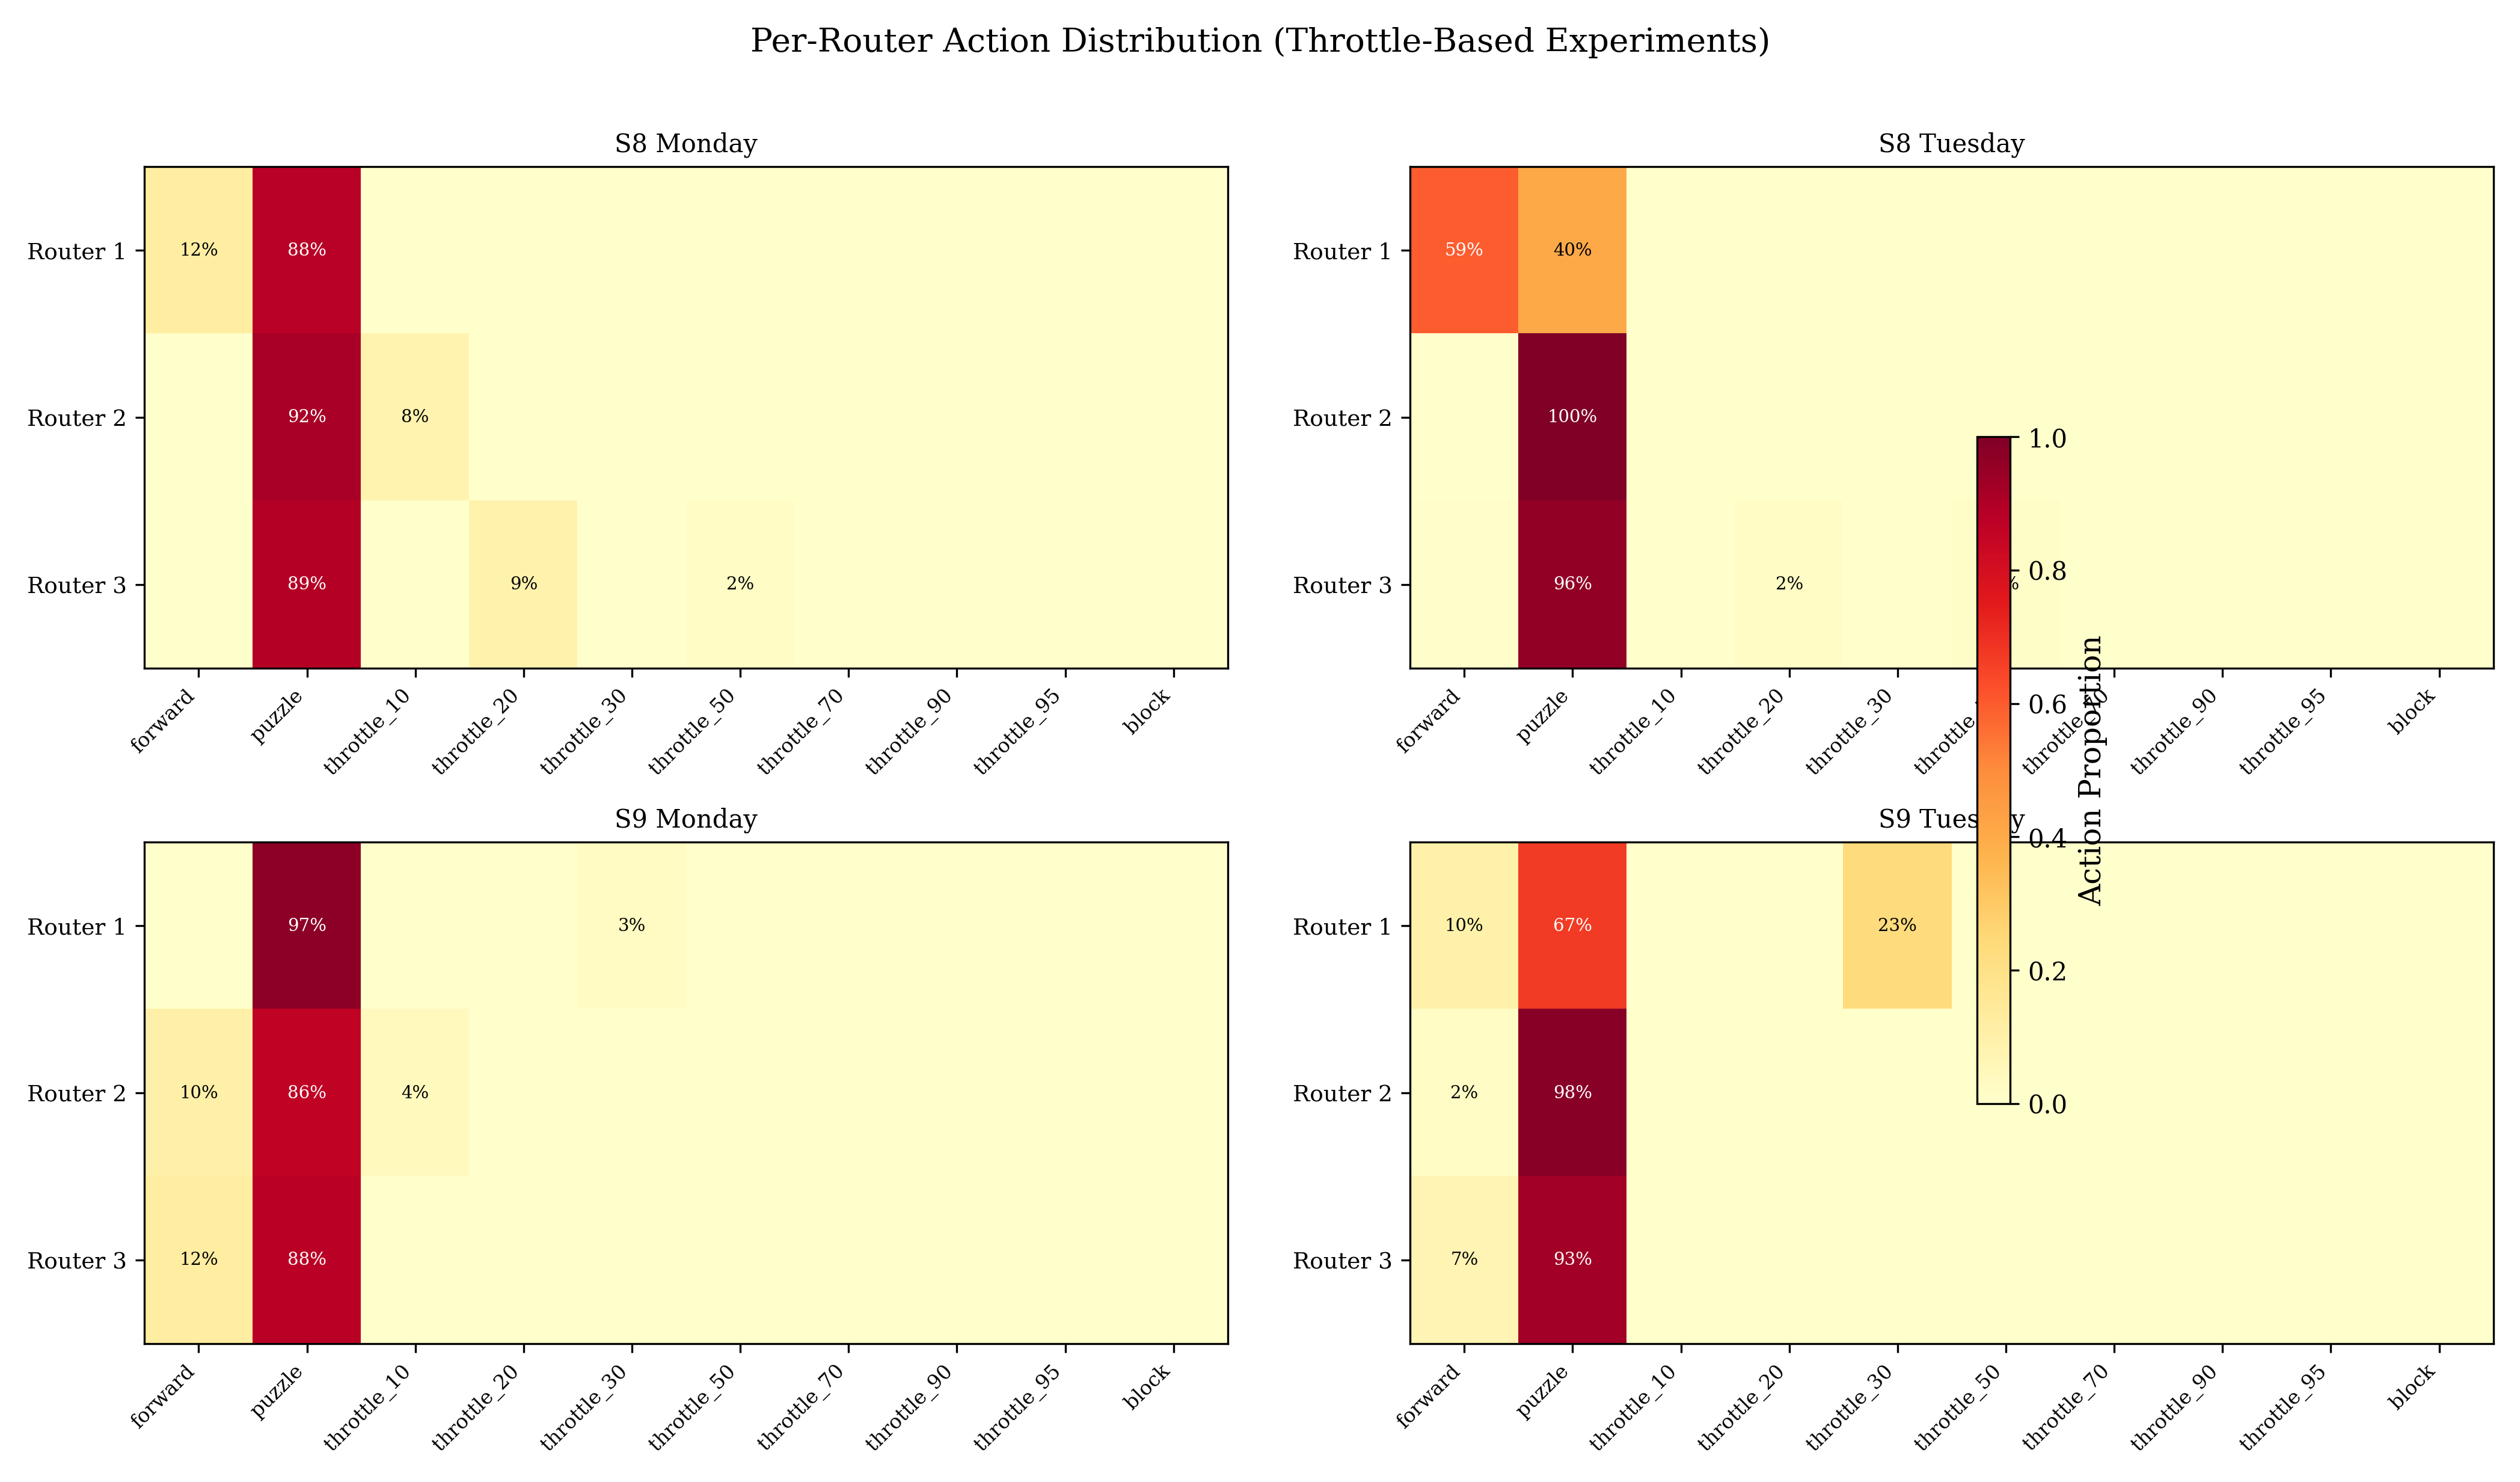 Per-Router Action Distribution (Throttle-Based Experiments)
S8 Monday
Router 1
12%
88%
Router 2
92%
8%
Router 3
89%
9%
2%
forward
puzzle
throttle_10
throttle_20
throttle_30
throttle_50
throttle_70
throttle_90
throttle_95
block
S8 Tuesday
Router 1
59%
40%
Router 2
100%
Router 3
96%
2%
forward
puzzle
throttle_10
throttle_20
throttle_30
throttle_90
throttle_95
block
1.0
0.8
0.6
0.4
0.2
0.0
Action Proportion
S9 Monday
Router 1
97%
3%
Router 2
10%
86%
4%
Router 3
12%
88%
forward
puzzle
throttle_10
throttle_20
throttle_30
throttle_50
throttle_70
throttle_90
throttle_95
block
S9
Router 1
10%
67%
23%
Router 2
2%
98%
Router 3
7%
93%
forward
puzzle
throttle_10
throttle_20
throttle_30
throttle_50
throttle_70
throttle_90
throttle_95
block